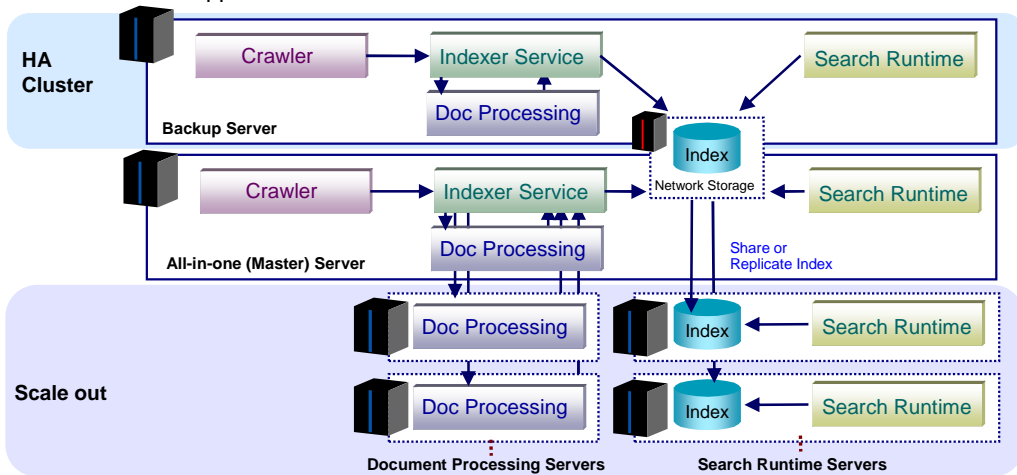 HA
Cluster
Crawler
Indexer Service
Search Runtime
Doc Processing
Backup Server
Index
Network Storage
Crawler
Indexer Service
Search Runtime
Doc Processing
All-in-one (Master) Server
Share or
Replicate Index
Scale out
Doc Processing
Index
Search Runtime
Doc Processing
Index
Search Runtime
Document Processing Servers
Search Runtime Servers